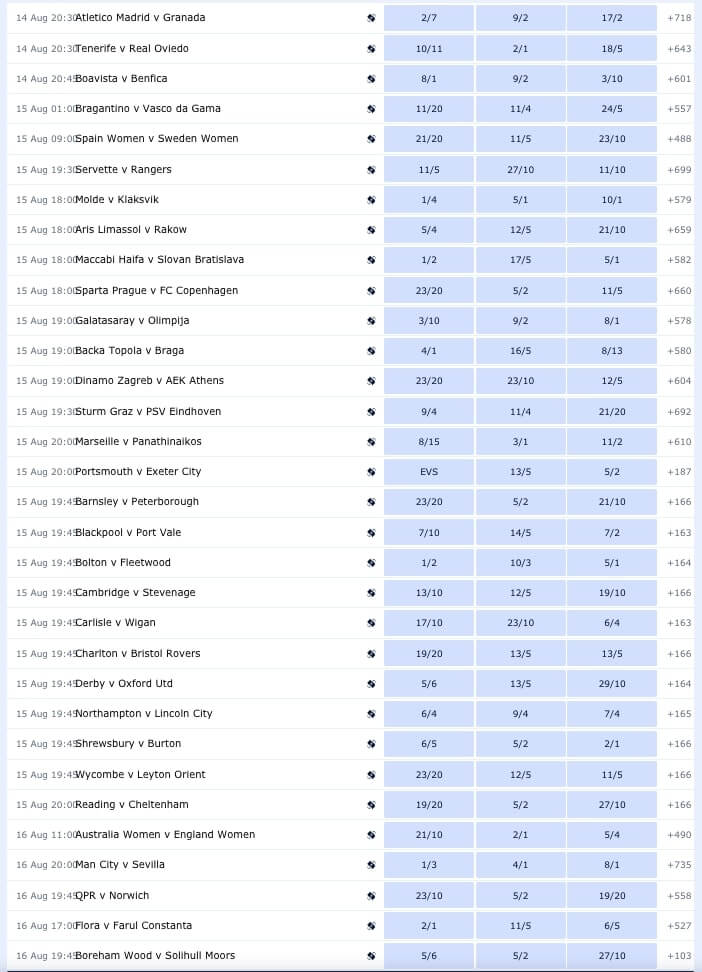 14 Aug 20:30 Atletico Madrid v Granada 2/7 9/2 17/2 +718
14 Aug 20:30 Tenerife v Real Oviedo 10/11 2/1 18/5 +643
14 Aug 20:45 Boavista v Benfica 8/1 9/2 3/10 +601
15 Aug 01:00 Bragantino v Vasco da Gama 11/20 11/4 24/5 +557
15 Aug 09:00 Spain Women v Sweden Women 21/20 11/5 23/10 +488
15 Aug 19:30 Servette v Rangers 11/5 27/10 11/10 +699
15 Aug 18:00 Molde v Klaksvik 1/4 5/1 10/1 +579
15 Aug 18:00 Aris Limassol v Rakow 5/4 12/5 21/10 +659
15 Aug 18:00 Maccabi Haifa v Slovan Bratislava 1/2 17/5 5/1 +582
15 Aug 18:00 Sparta Prague v FC Copenhagen 23/20 5/2 11/5 +660
15 Aug 19:00 Galatasaray v Olimpija 3/10 9/2 8/1 +578
15 Aug 19:00 Backa Topola v Braga 4/1 16/5 8/13 +580
15 Aug 19:00 Dinamo Zagreb v AEK Athens 23/20 23/10 12/5 +604
15 Aug 19:30 Sturm Graz v PSV Eindhoven 9/4 11/4 21/20 +692
15 Aug 20:00 Marseille v Panathinaikos 8/15 3/1 11/2 +610
15 Aug 20:00 Portsmouth v Exeter City EVS 13/5 5/2 +187
15 Aug 19:45 Barnsley v Peterborough 23/20 5/2 21/10 +166
15 Aug 19:45 Blackpool v Port Vale 7/10 14/5 7/2 +163
15 Aug 19:45 Bolton v Fleetwood 1/2 10/3 5/1 +164
15 Aug 19:45 Cambridge v Stevenage 13/10 12/5 19/10 +166
15 Aug 19:45 Carlisle v Wigan 17/10 23/10 6/4 +163
15 Aug 19:45 Charlton v Bristol Rovers 19/20 13/5 13/5 +166
15 Aug 19:45 Derby v Oxford Utd 5/6 13/5 29/10 +164
15 Aug 19:45 Northampton v Lincoln City 6/4 9/4 7/4 +165
15 Aug 19:45 Shrewsbury v Burton 6/5 5/2 2/1 +166
15 Aug 19:45 Wycombe v Leyton Orient 23/20 12/5 11/5 +166
15 Aug 20:00 Reading v Cheltenham 19/20 5/2 27/10 +166
16 Aug 11:00 Australia Women v England Women 21/10 2/1 5/4 +490
16 Aug 20:00 Man City v Sevilla 1/3 4/1 8/1 +735
16 Aug 19:45 QPR v Norwich 23/10 5/2 19/20 +558
16 Aug 17:00 Flora v Farul Constanta 2/1 11/5 6/5 +527
16 Aug 19:45 Boreham Wood v Solihull Moors 5/6 5/2 27/10 +103